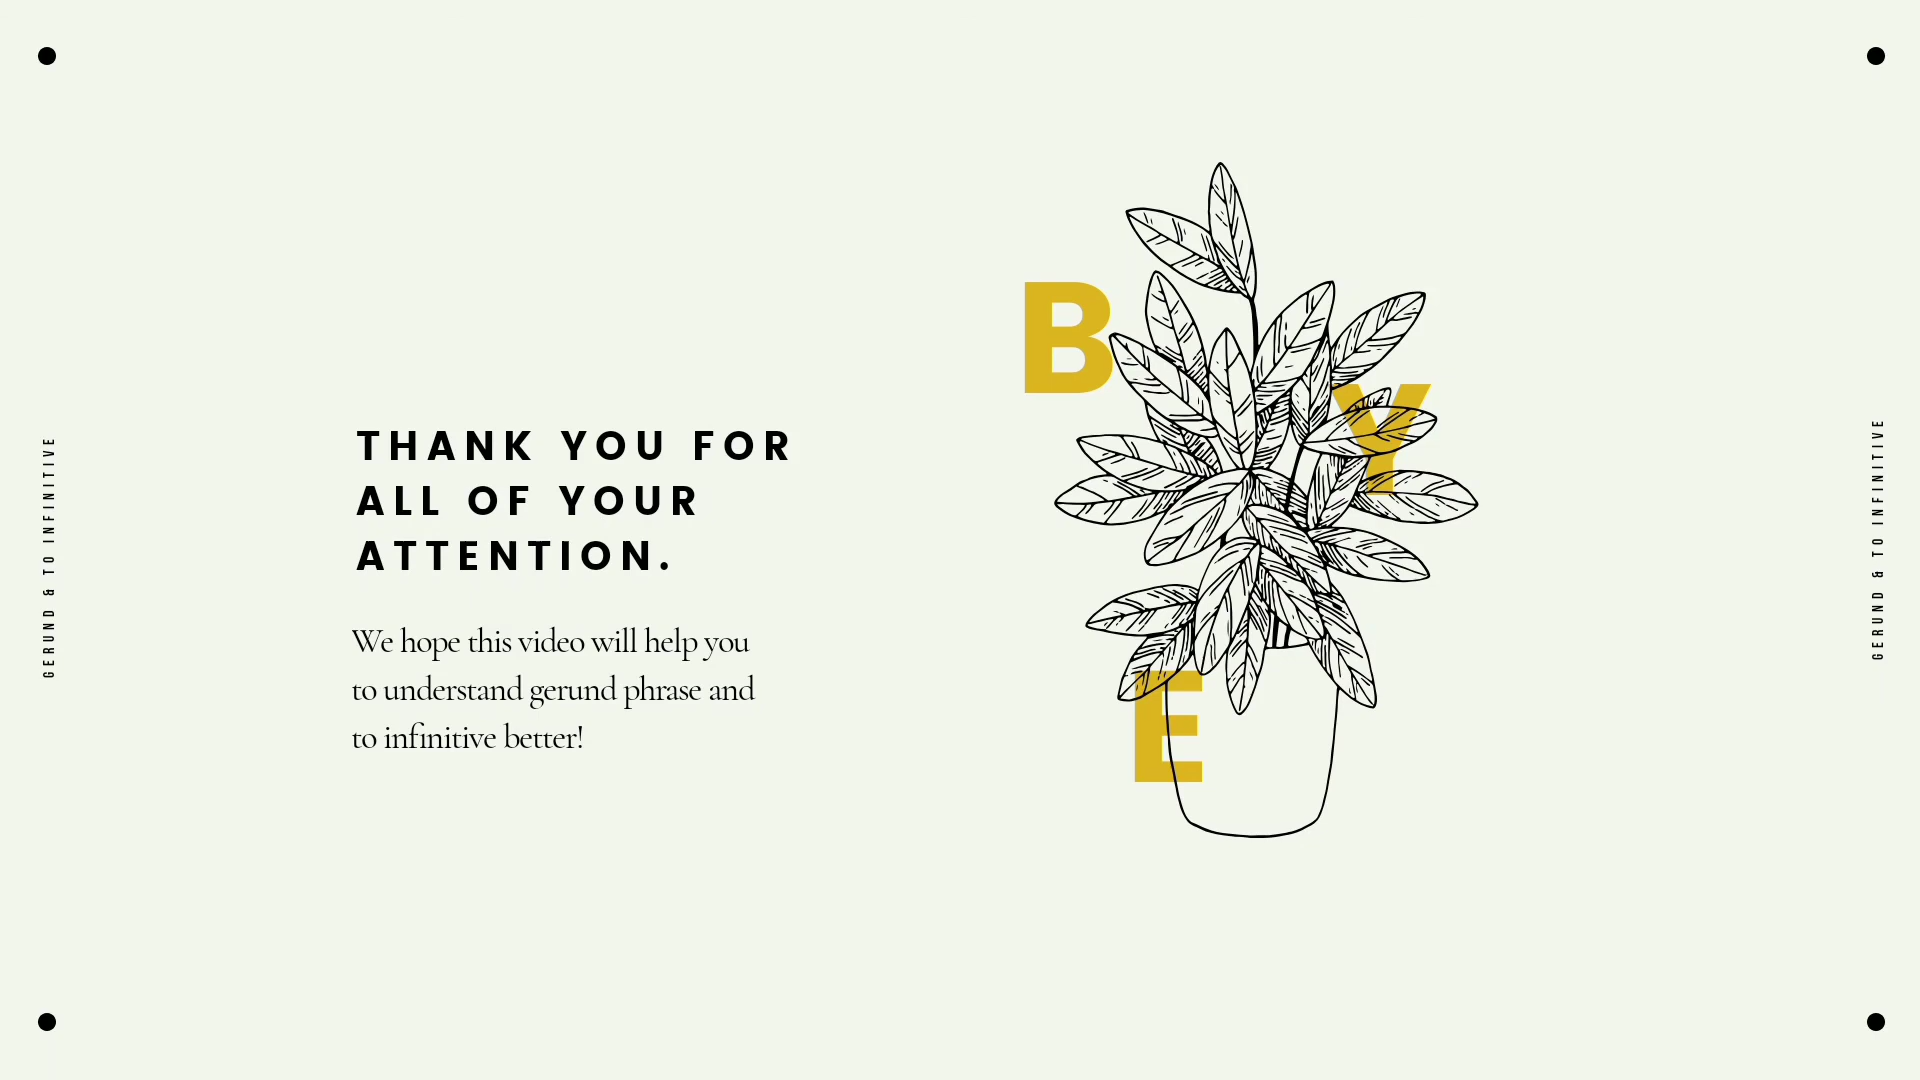 GERUND & TO INFINITIVE
THANK YOU FOR
ALL OF YOUR
ATTENTION.
We hope this video will help you
to understand gerund phrase and
to infinitive better!
B
Y
E
GERUND & TO INFINITIVE